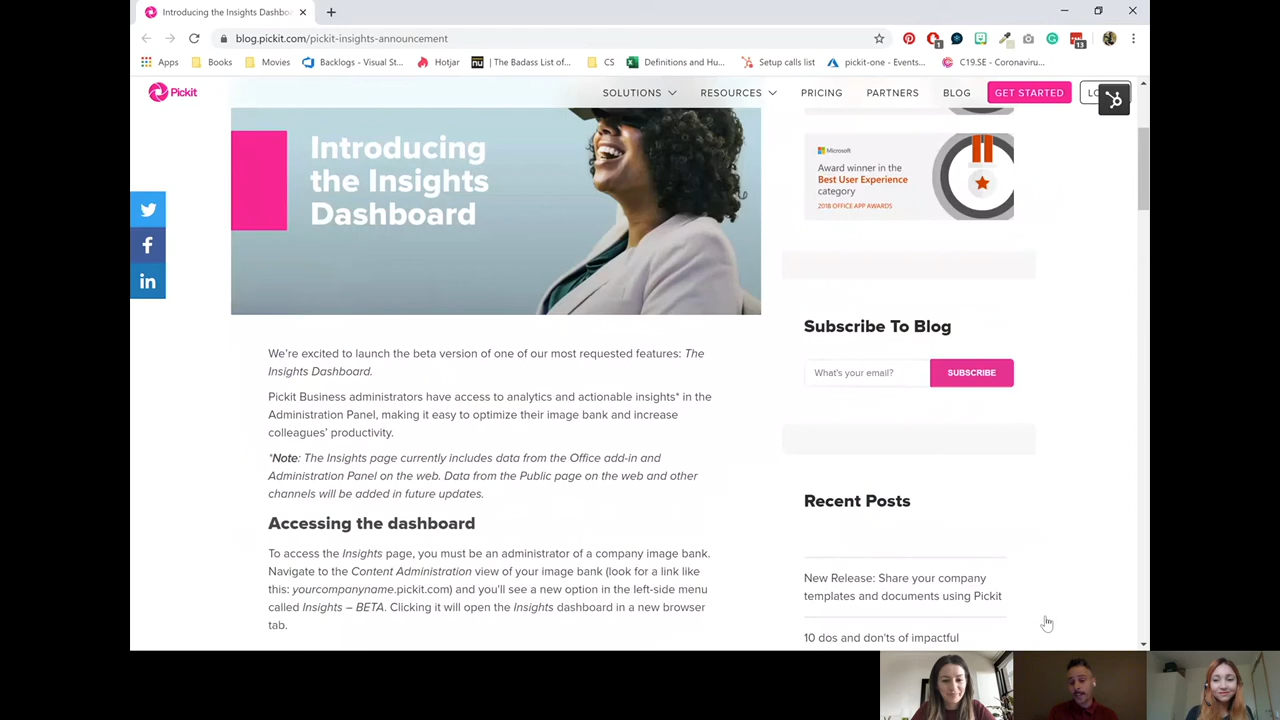 Introducing the Insights Dashbo
blog.pickit.com/pickit-insights-announcement
1
13
Apps
Books
Movies
Backlogs - Visual St...
Hotjar
nu
| The Badass List of...
CS
Definitions and Hu...
Setup calls list
pickit-one - Events...
C19.SE - Coronaviru...
Pickit
SOLUTIONS
RESOURCES
PRICING
PARTNERS
BLOG
GET STARTED
LO
Introducing
the Insights
Dashboard
Microsoft
Award winner in the
Best User Experience
category
2018 OFFICE APP AWARDS
We’re excited to launch the beta version of one of our most requested features: The
Insights Dashboard.
Pickit Business administrators have access to analytics and actionable insights* in the
Administration Panel, making it easy to optimize their image bank and increase
colleagues’ productivity.
*Note: The Insights page currently includes data from the Office add-in and
Administration Panel on the web. Data from the Public page on the web and other
channels will be added in future updates.
Accessing the dashboard
To access the Insights page, you must be an administrator of a company image bank.
Navigate to the Content Administration view of your image bank (look for a link like
this: yourcompanyname.pickit.com) and you’ll see a new option in the left-side menu
called Insights – BETA. Clicking it will open the Insights dashboard in a new browser
tab.
Subscribe To Blog
What's your email?
SUBSCRIBE
Recent Posts
New Release: Share your company
templates and documents using Pickit
10 dos and don'ts of impactful